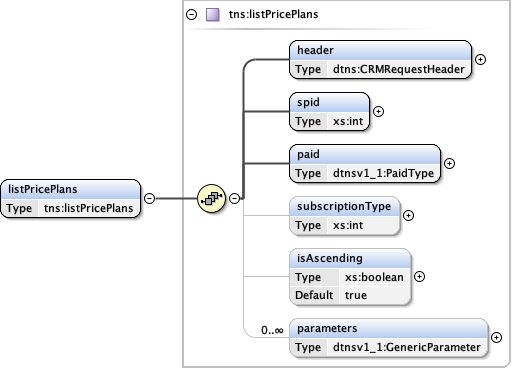 tns:listPricePlans
header
Type dtns:CRMRequestHeader
spid
Type xs:int
paid
Type dtnsv1_1:PaidType
listPricePlans
Type tns:listPricePlans
subscriptionType
Type xs:int
isAscending
Type xs:boolean
Default true
0..∞
parameters
Type dtnsv1_1:GenericParameter